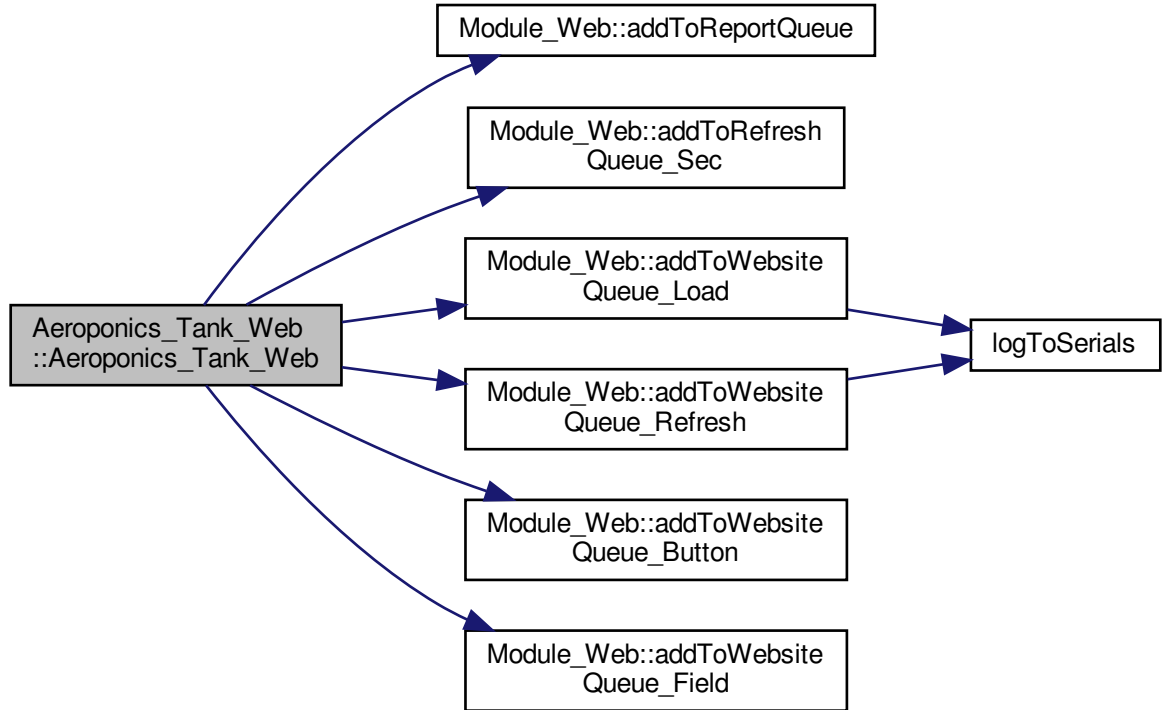 Module_Web::addToReportQueue
Module_Web::addToRefresh
Queue_Sec
Module_Web::addToWebsite
Queue_Load
Aeroponics_Tank_Web
::Aeroponics_Tank_Web
logToSerials
Module_Web::addToWebsite
Queue_Refresh
Module_Web::addToWebsite
Queue_Button
Module_Web::addToWebsite
Queue_Field